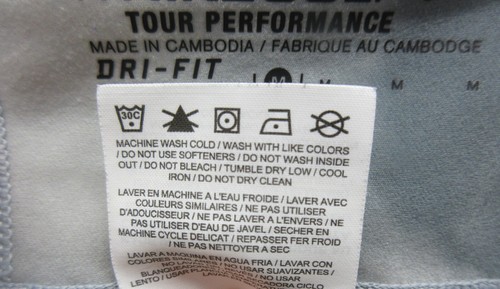 TOUR PERFORMANCE
MADE IN CAMBODIA / FABRIQUE AU CAMBODGE
DRI-FIT L M L M M M
30C
MACHINE WASH COLD / WASH WITH LIKE COLORS
/ DO NOT USE SOFTENERS / DO NOT WASH INSIDE
OUT / DO NOT BLEACH / TUMBLE DRY LOW / COOL
IRON / DO NOT DRY CLEAN
LAVER EN MACHINE A L'EAU FROIDE / LAVER AVEC
COULEURS SIMILAIRES / NE PAS UTILISER
D'ADOUCISSEUR / NE PAS LAVER A L'ENVERS / NE
PAS UTILISER D'EAU DE JAVEL / SECHER EN
MACHINE CYCLE DELICAT / REPASSER FER FROID
/ NE PAS NETTOYER A SEC
LAVAR A MAQUINA EN AGUA FRIA / LAVAR CON
COLORES SIMILARES / NO USAR SUAVIZANTES /
NO LAVAR